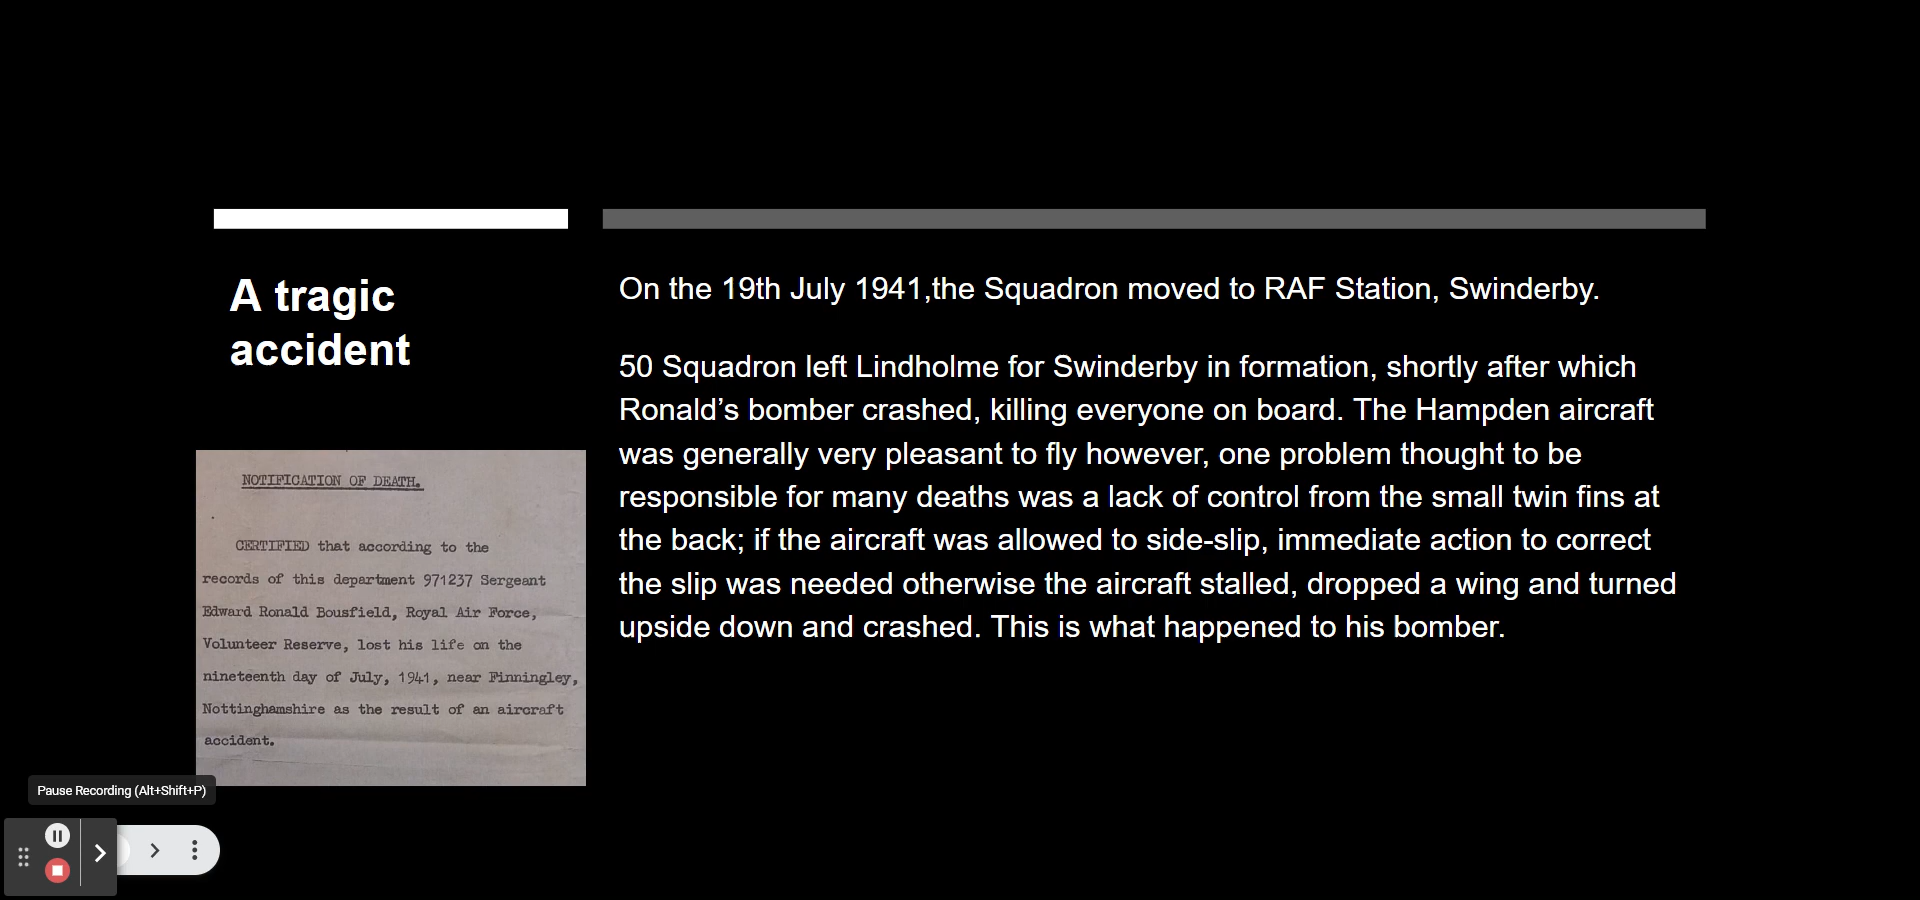 A tragic
accident
On the 19th July 1941,the Squadron moved to RAF Station, Swinderby.
50 Squadron left Lindholme for Swinderby in formation, shortly after which
Ronald’s bomber crashed, killing everyone on board. The Hampden aircraft
was generally very pleasant to fly however, one problem thought to be
responsible for many deaths was a lack of control from the small twin fins at
the back; if the aircraft was allowed to side-slip, immediate action to correct
the slip was needed otherwise the aircraft stalled, dropped a wing and turned
upside down and crashed. This is what happened to his bomber.
NOTIFICATION OF DEATH.
CERTIFIED that according to the
records of this department 971237 Sergeant
Edward Ronald Bousfield, Royal Air Force,
Volunteer Reserve, lost his life on the
nineteenth day of July, 1941, near Finningley,
Nottinghamshire as the result of an aircraft
accident.
Pause Recording (Alt+Shift+P)